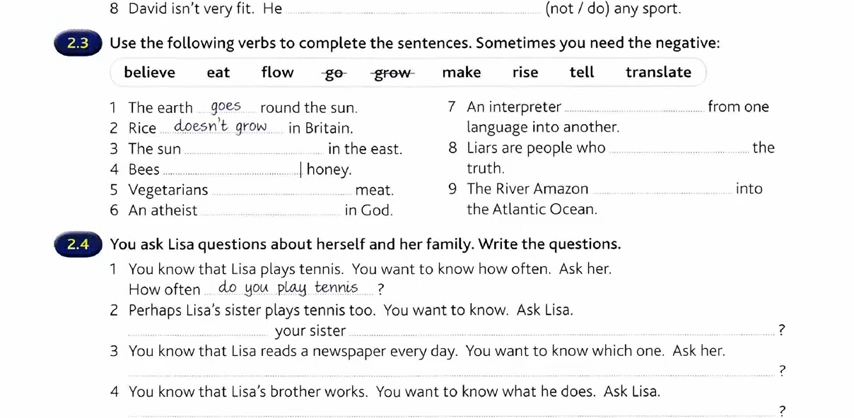 8 David isn't very fit. He ........................ (not / do) any sport.
2.3 Use the following verbs to complete the sentences. Sometimes you need the negative:
believe eat flow go grow make rise tell translate
1 The earth goes round the sun.
2 Rice doesn't grow in Britain.
3 The sun ........................ in the east.
4 Bees ........................ honey.
5 Vegetarians ........................ meat.
6 An atheist ........................ in God.
7 An interpreter ........................ from one
language into another.
8 Liars are people who ........................ the
truth.
9 The River Amazon ........................ into
the Atlantic Ocean.
2.4 You ask Lisa questions about herself and her family. Write the questions.
1 You know that Lisa plays tennis. You want to know how often. Ask her.
How often do you play tennis ?
2 Perhaps Lisa's sister plays tennis too. You want to know. Ask Lisa.
........................ your sister ........................ ?
3 You know that Lisa reads a newspaper every day. You want to know which one. Ask her.
........................ ?
4 You know that Lisa's brother works. You want to know what he does. Ask Lisa.
........................ ?